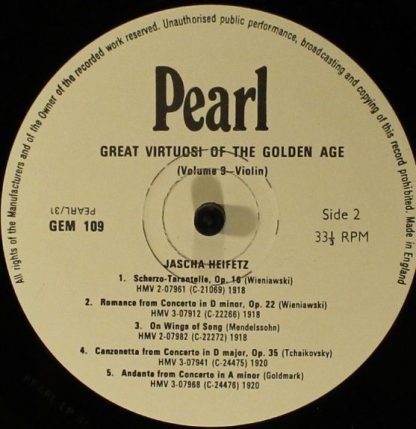 All rights of the Manufacturers and of the Owner of the recorded work reserved. Unauthorised public performance, broadcasting and copying of this record prohibited. Made in England
Pearl
GREAT VIRTUOSI OF THE GOLDEN AGE
(Volume 9-Violin)
PEARL/31
GEM 109
Side 2
33⅓ RPM
JASCHA HEIFETZ
1. Scherzo-Tarantelle, Op. 16 (Wieniawski)
HMV 2-07961 (C-21069) 1918
2. Romance from Concerto in D minor, Op. 22 (Wieniawski)
HMV 3-07912 (C-22266) 1918
3. On Wings of Song (Mendelssohn)
HMV 2-07982 (C-22272) 1918
4. Canzonetta from Concerto in D major, Op. 35 (Tchaikovsky)
HMV 3-07941 (C-24475) 1920
5. Andante from Concerto in A minor (Goldmark)
HMV 3-07968 (C-24476) 1920